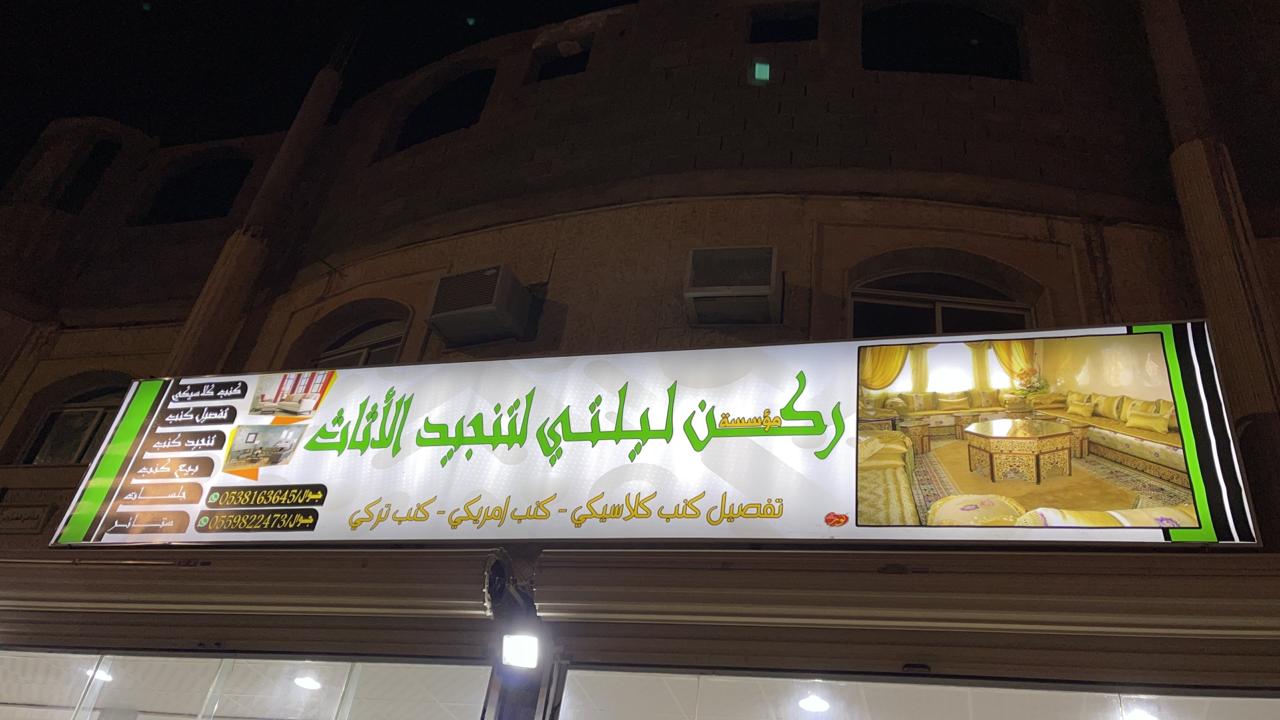 مؤسسة
ركن ليلتي لتنجيد الأثاث
تفصيل كنب كلاسيكي - كنب امريكي - كنب تركي
كنب كلاسيكي
تفصيل كنب
تنجيد كنب
بيع كنب
جلسات
ستائر
جوال/0538163645
جوال/0559822473